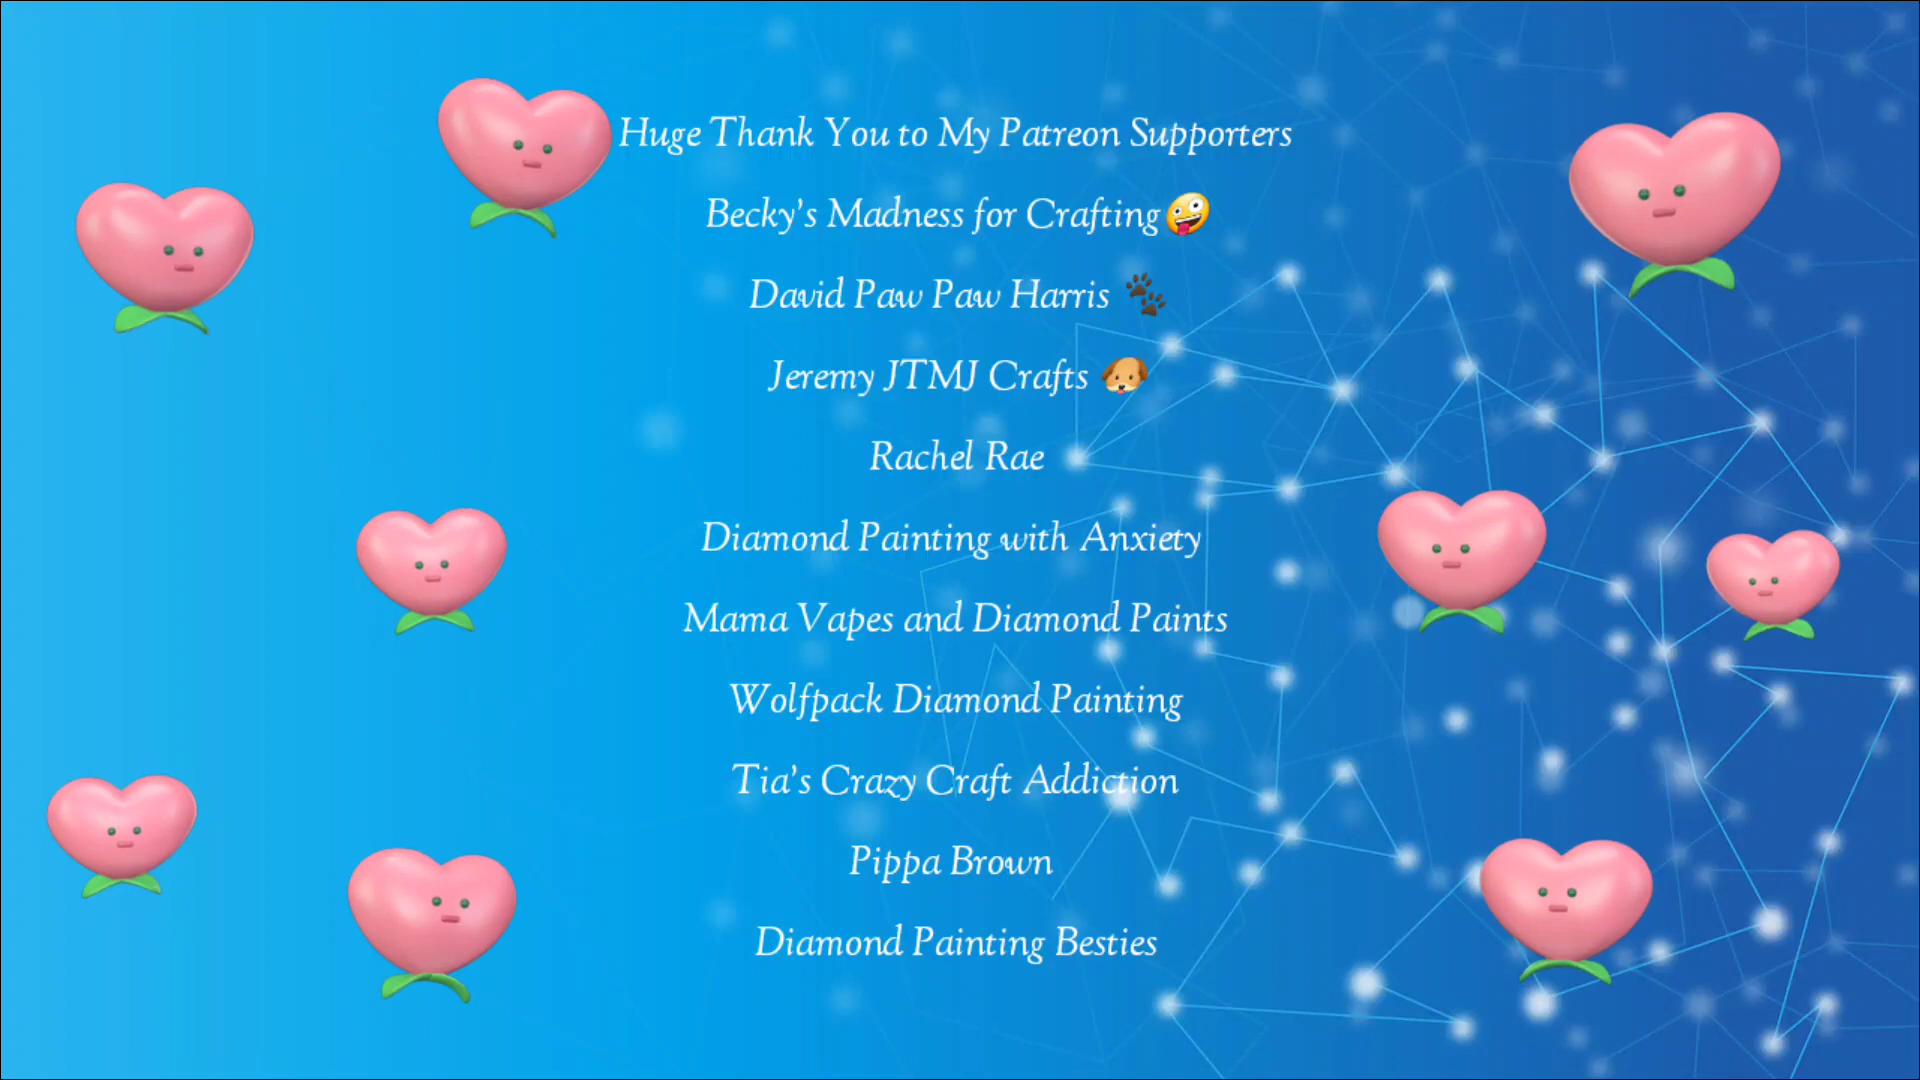 Huge Thank You to My Patreon Supporters
Becky's Madness for Crafting🤪
David Paw Paw Harris 🐾
Jeremy JTMJ Crafts 🐶
Rachel Rae
Diamond Painting with Anxiety
Mama Vapes and Diamond Paints
Wolfpack Diamond Painting
Tia's Crazy Craft Addiction
Pippa Brown
Diamond Painting Besties